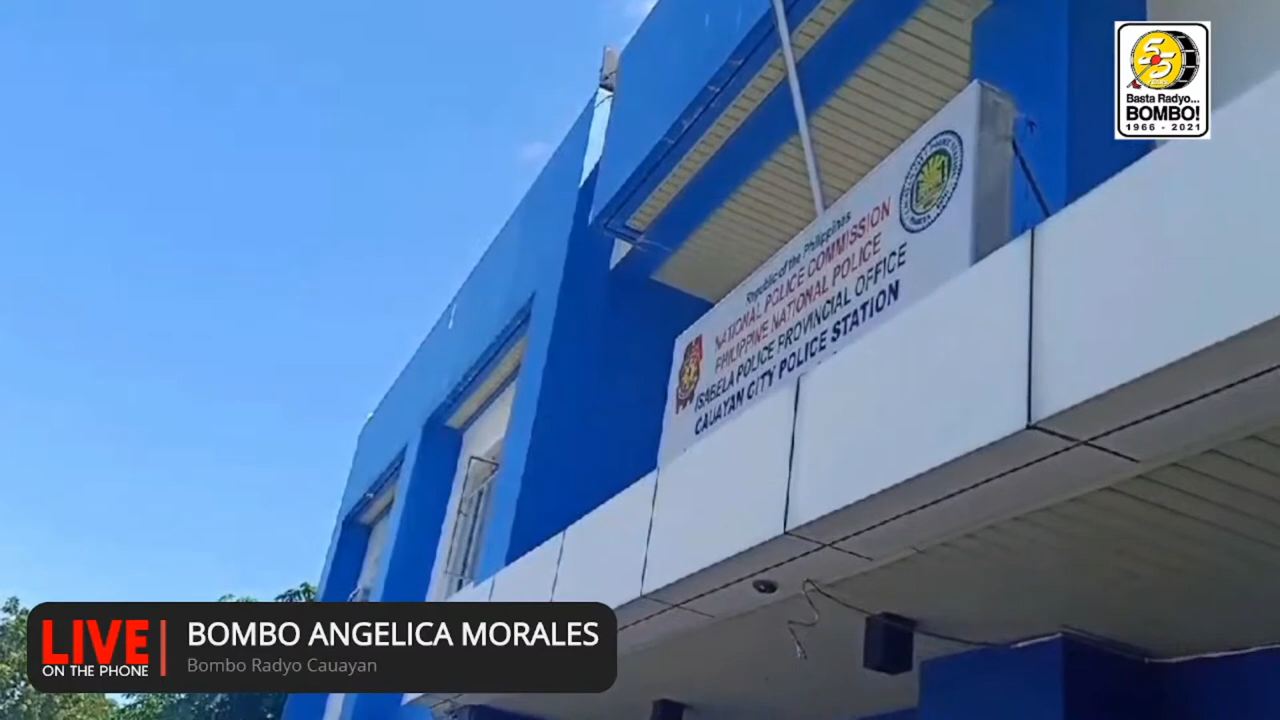 55
Basta Radyo...
BOMBO!
1966 - 2021
Republic of the Philippines
NATIONAL POLICE COMMISSION
PHILIPPINE NATIONAL POLICE
ISABELA POLICE PROVINCIAL OFFICE
CAUAYAN CITY POLICE STATION
LIVE
ON THE PHONE
BOMBO ANGELICA MORALES
Bombo Radyo Cauayan